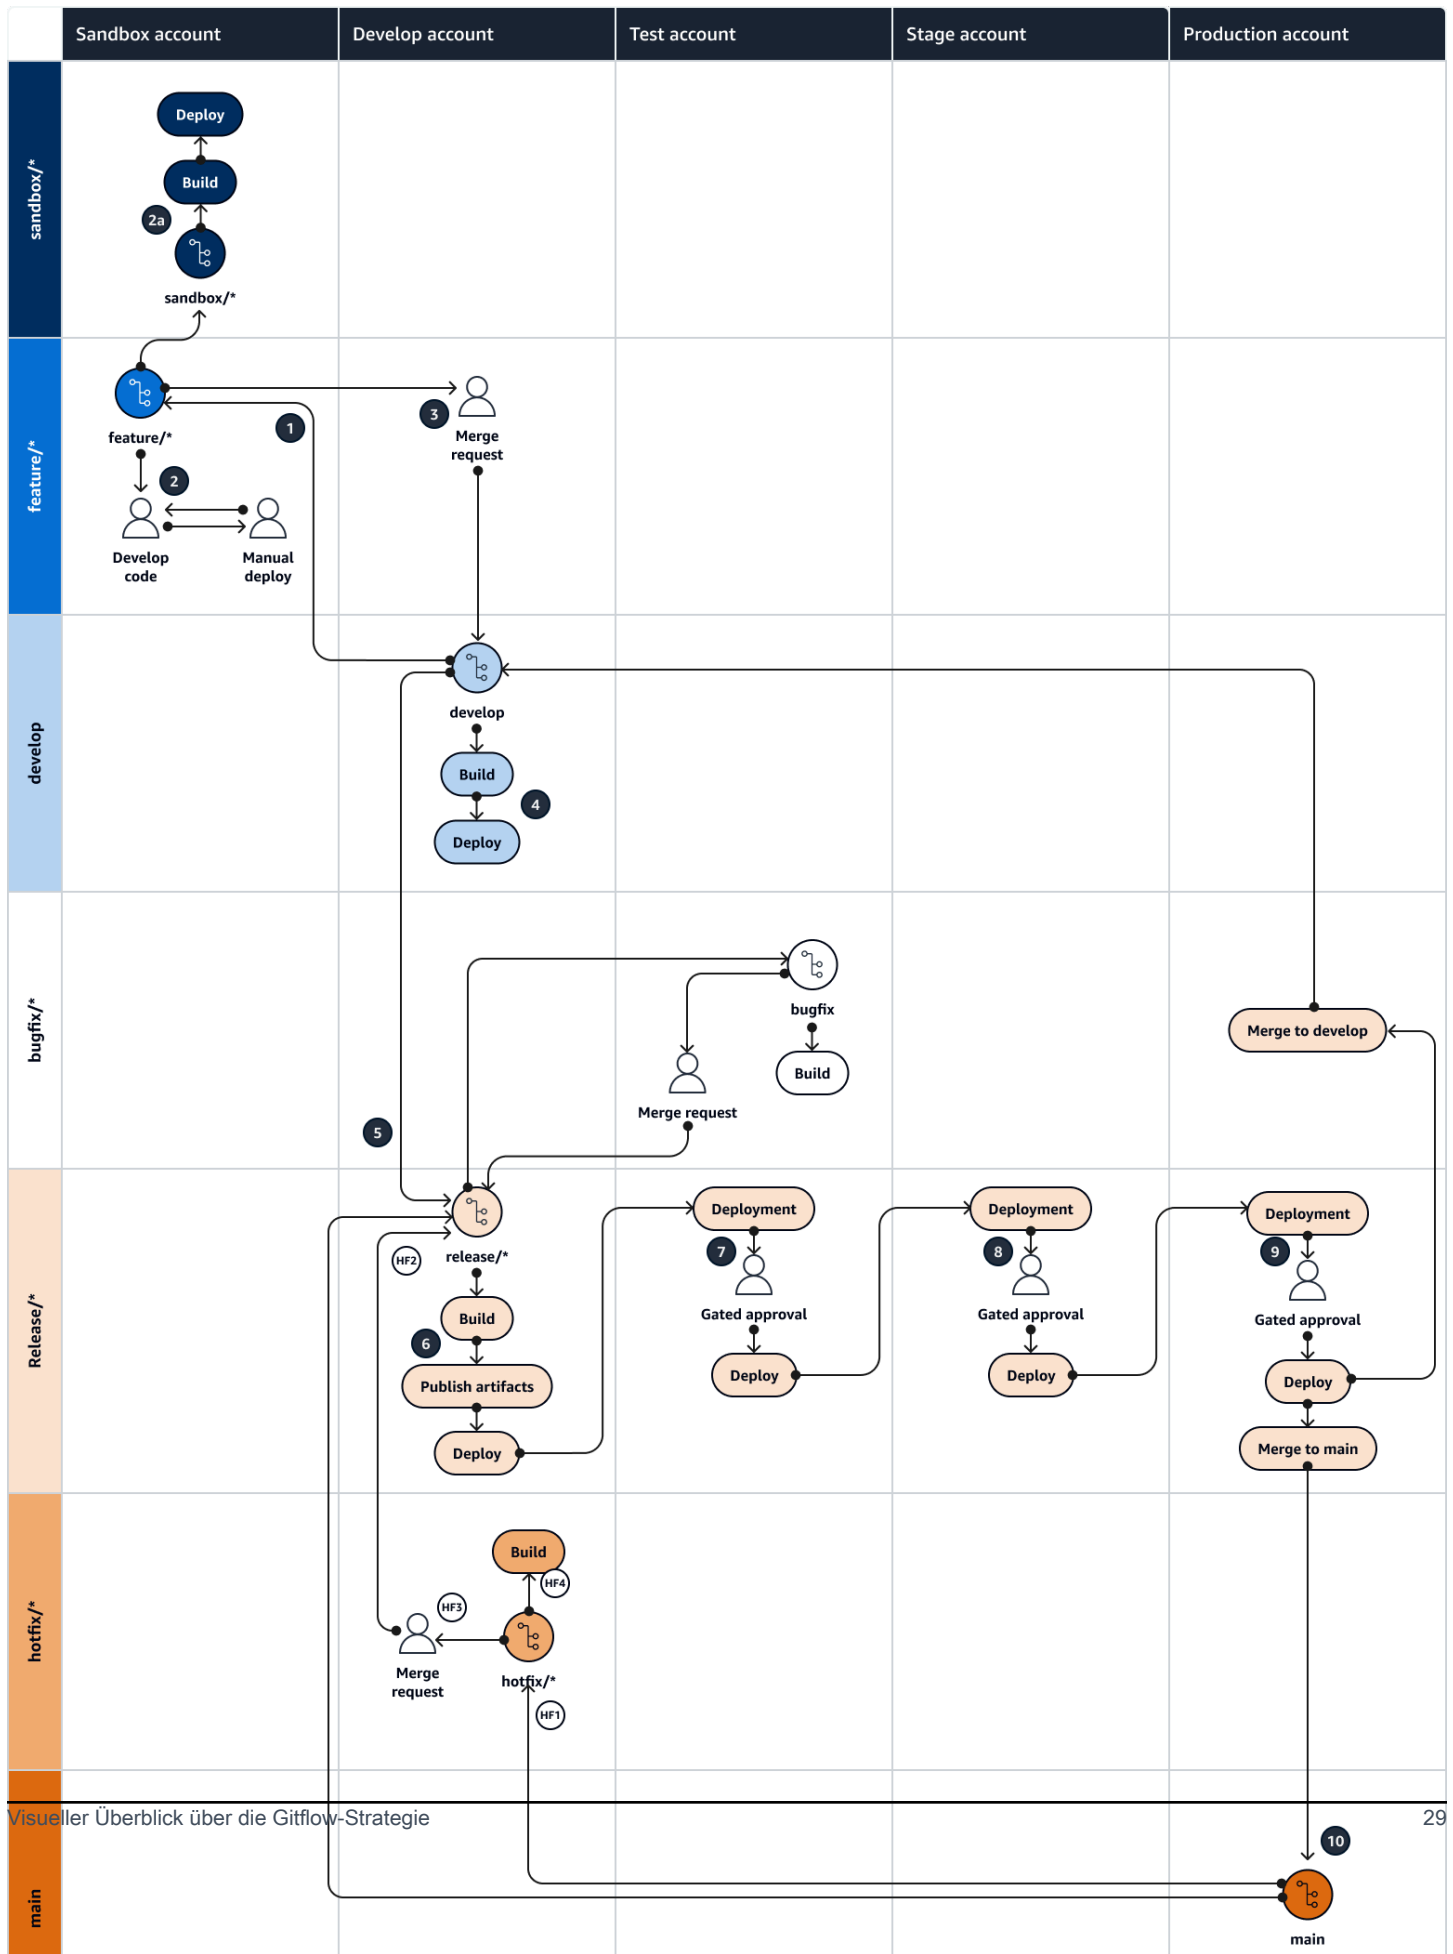 Sandbox account
Develop account
Test account
Stage account
Production account
sandbox/*
Deploy
Build
2a
sandbox/*
feature/*
feature/*
1
3
Merge
request
2
Develop
code
Manual
deploy
develop
develop
Build
4
Deploy
bugfix/*
bugfix
Build
Merge request
Merge to develop
5
Release/*
release/*
HF2
Build
6
Publish artifacts
Deploy
Deployment
7
Gated approval
Deploy
Deployment
8
Gated approval
Deploy
Deployment
9
Gated approval
Deploy
Merge to main
hotfix/*
Build
HF4
HF3
Merge
request
hotfix/*
HF1
Visueller Überblick über die Gitflow-Strategie
29
main
10
main